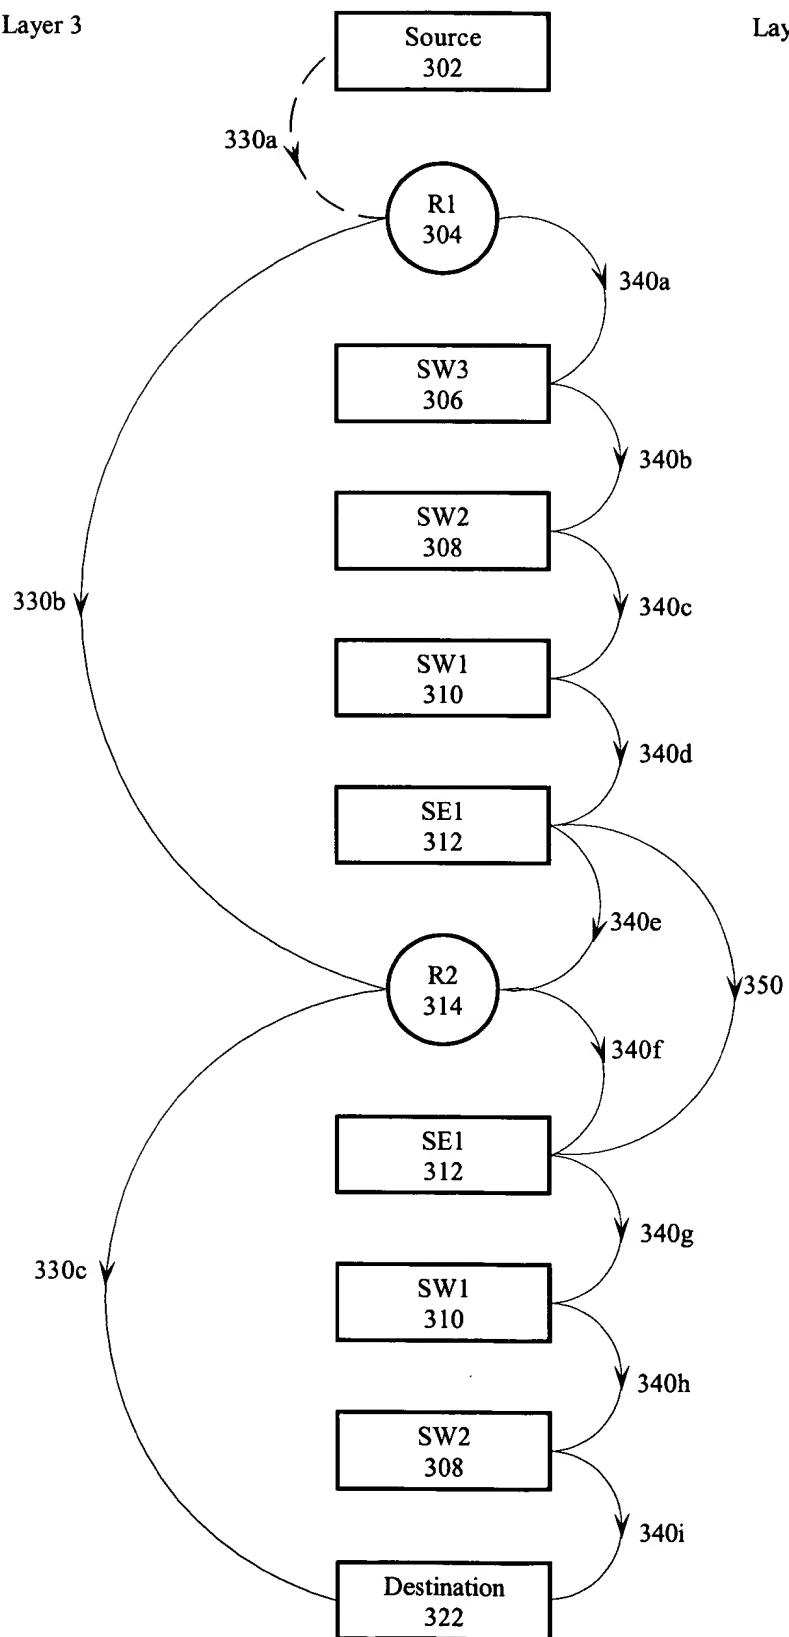 Layer 3
Lay
Source
302
330a
R1
304
340a
SW3
306
340b
SW2
308
330b
340c
SW1
310
340d
SE1
312
340e
R2
314
350
340f
SE1
312
340g
330c
SW1
310
340h
SW2
308
340i
Destination
322